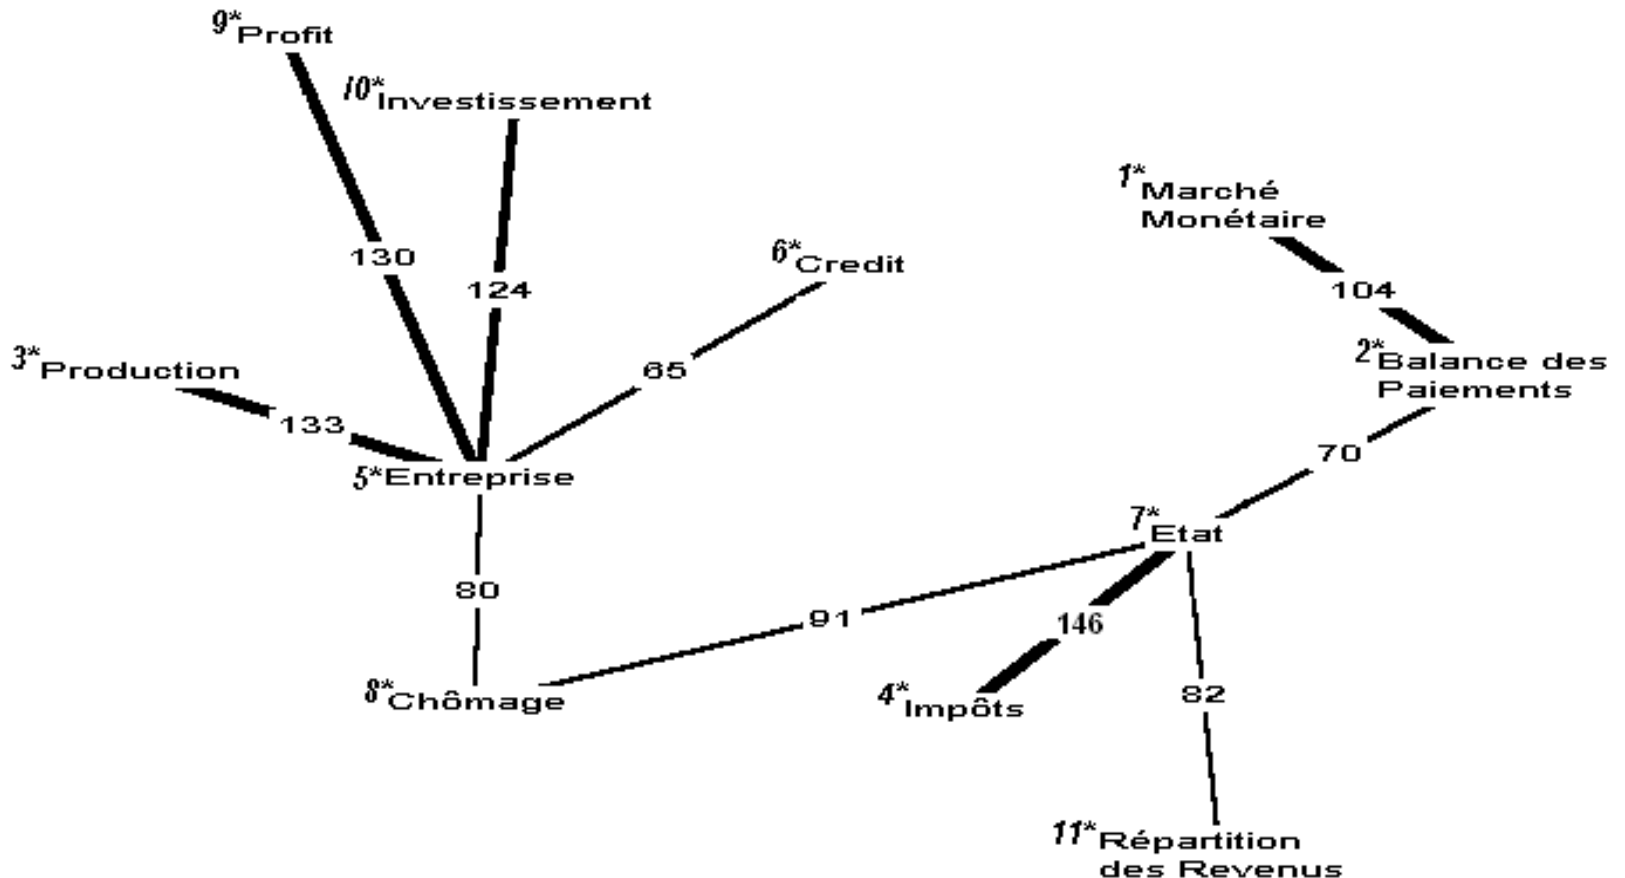 9*Profit
10*Investissement
1*Marché
Monétaire
130
124
6*Credit
104
3*Production
65
2*Balance des
Paiements
133
70
5*Entreprise
7*Etat
80
91
146
8*Chômage
4*Impôts
82
11*Répartition
des Revenus